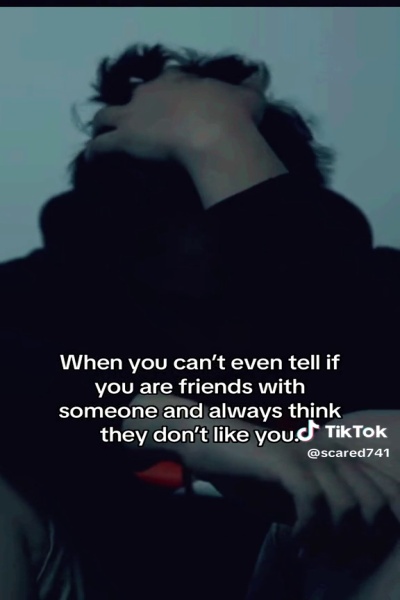 When you can't even tell if
you are friends with
someone and always think
they don't like you.
TikTok
@scared741